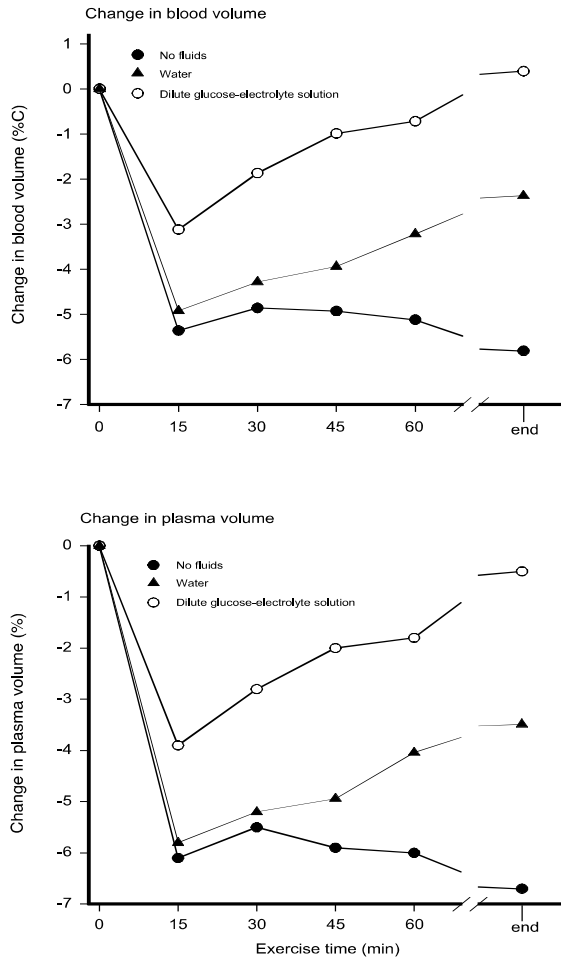 Change in blood volume
Change in blood volume (%C)
1
0
-1
-2
-3
-4
-5
-6
-7
No fluids
Water
Dilute glucose-electrolyte solution
0 15 30 45 60 end
Change in plasma volume
Change in plasma volume (%)
0
-1
-2
-3
-4
-5
-6
-7
No fluids
Water
Dilute glucose-electrolyte solution
0 15 30 45 60 end
Exercise time (min)